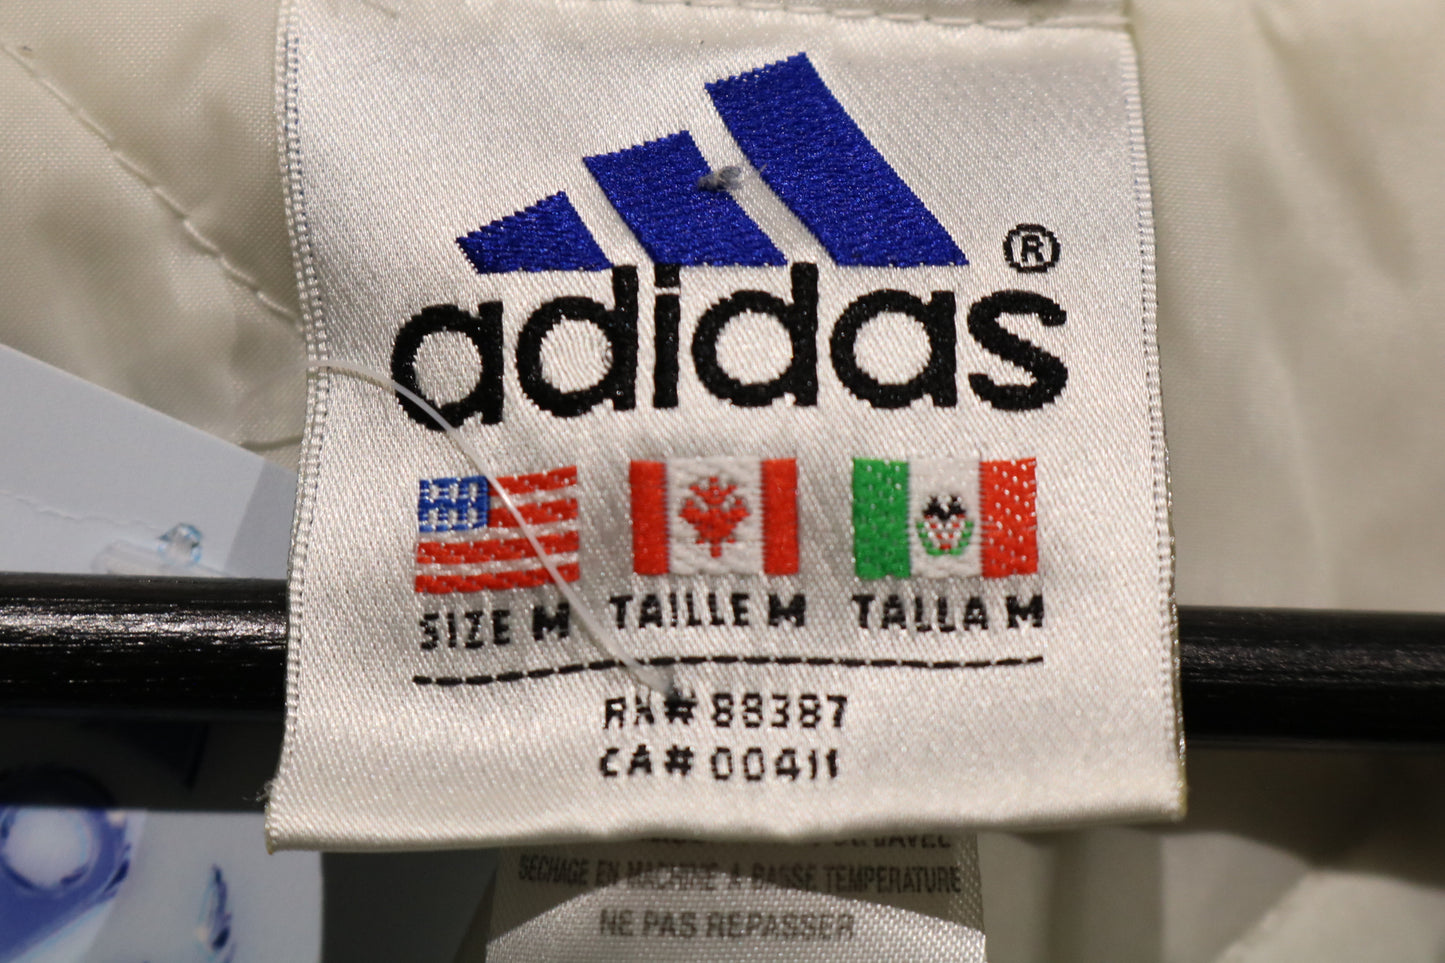 adidas®
SIZE M TAILLE M TALLA M
RN# 88387
CA# 00411
SECHAGE EN MACHINE A BASSE TEMPERATURE
NE PAS REPASSER